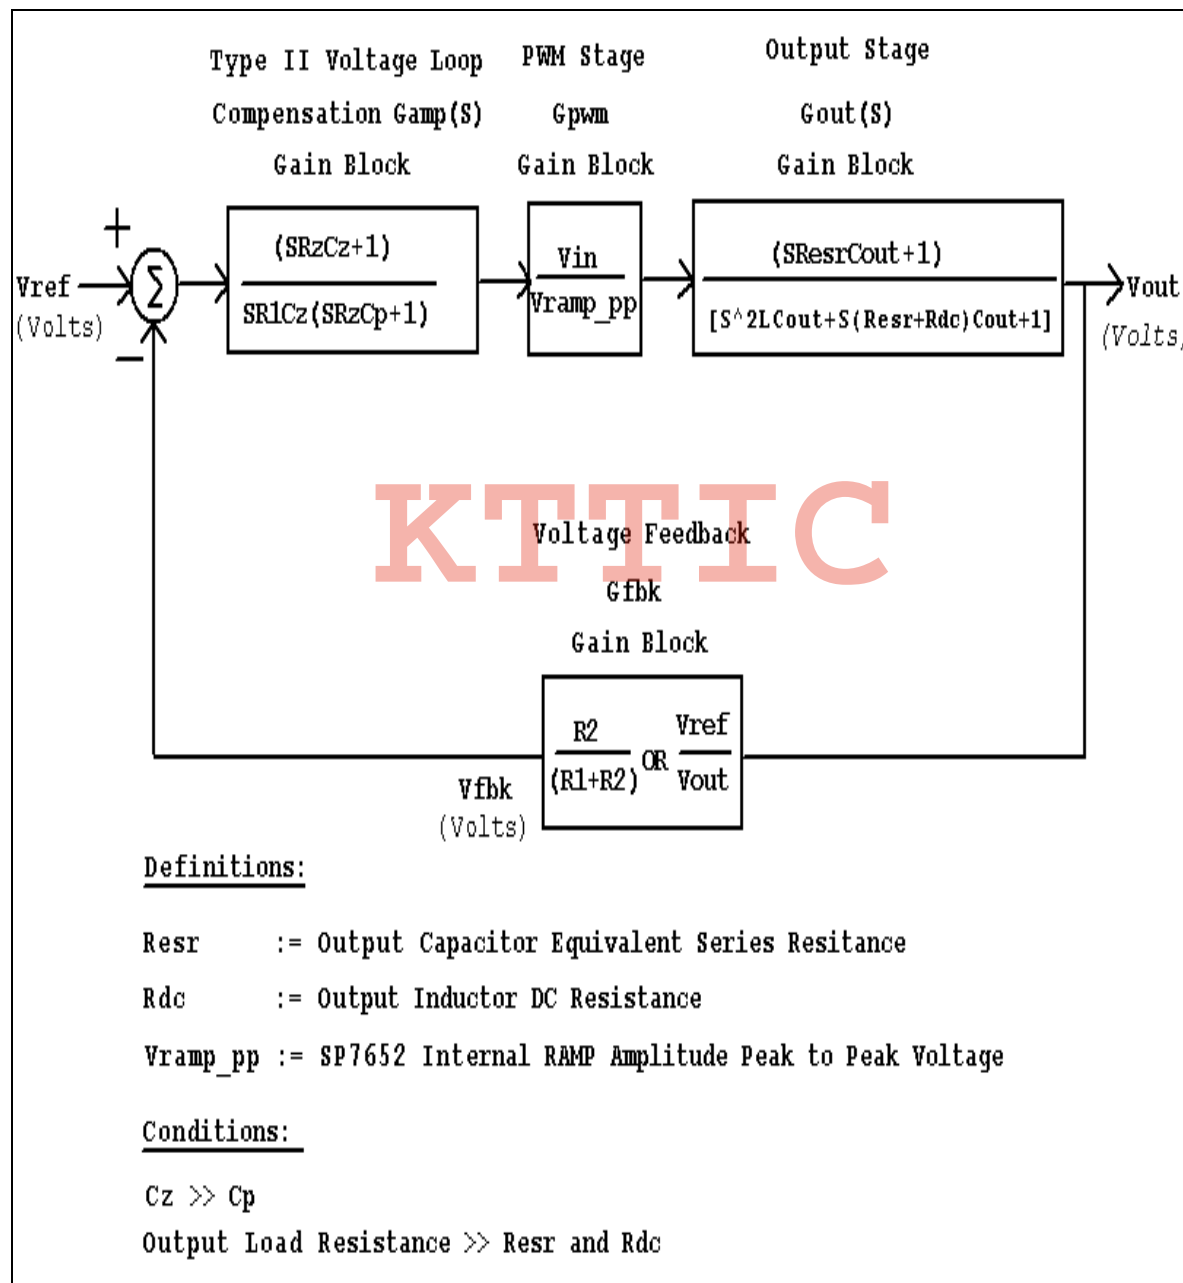 Type II Voltage Loop
Compensation Gamp(S)
Gain Block
PWM Stage
Gpwm
Gain Block
Output Stage
Gout(S)
Gain Block
+
Vref
(Volts)
Σ
−
(SRzCz+1)
SR1Cz(SRzCp+1)
Vin
Vramp_pp
(SResrCout+1)
[S^2LCout+S(Resr+Rdc)Cout+1]
Vout
(Volts)
KTTIC
Voltage Feedback
Gfbk
Gain Block
R2
(R1+R2)
OR
Vref
Vout
Vfbk
(Volts)
Definitions:
Resr := Output Capacitor Equivalent Series Resitance
Rdc := Output Inductor DC Resistance
Vramp_pp := SP7652 Internal RAMP Amplitude Peak to Peak Voltage
Conditions:
Cz >> Cp
Output Load Resistance >> Resr and Rdc